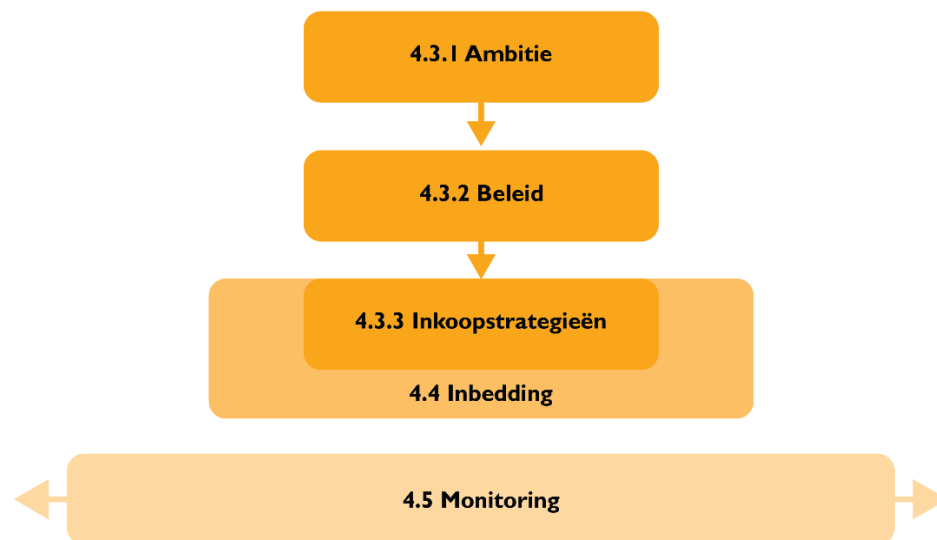 4.3.1 Ambitie
4.3.2 Beleid
4.3.3 Inkoopstrategieën
4.4 Inbedding
4.5 Monitoring